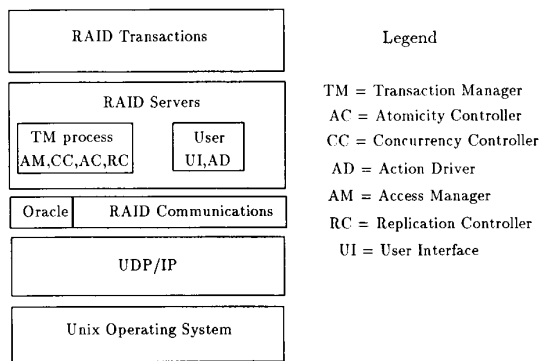 RAID Transactions
RAID Servers
TM process
AM,CC,AC,RC
User
UI,AD
Oracle
RAID Communications
UDP/IP
Unix Operating System
Legend
TM = Transaction Manager
AC = Atomicity Controller
CC = Concurrency Controller
AD = Action Driver
AM = Access Manager
RC = Replication Controller
UI = User Interface